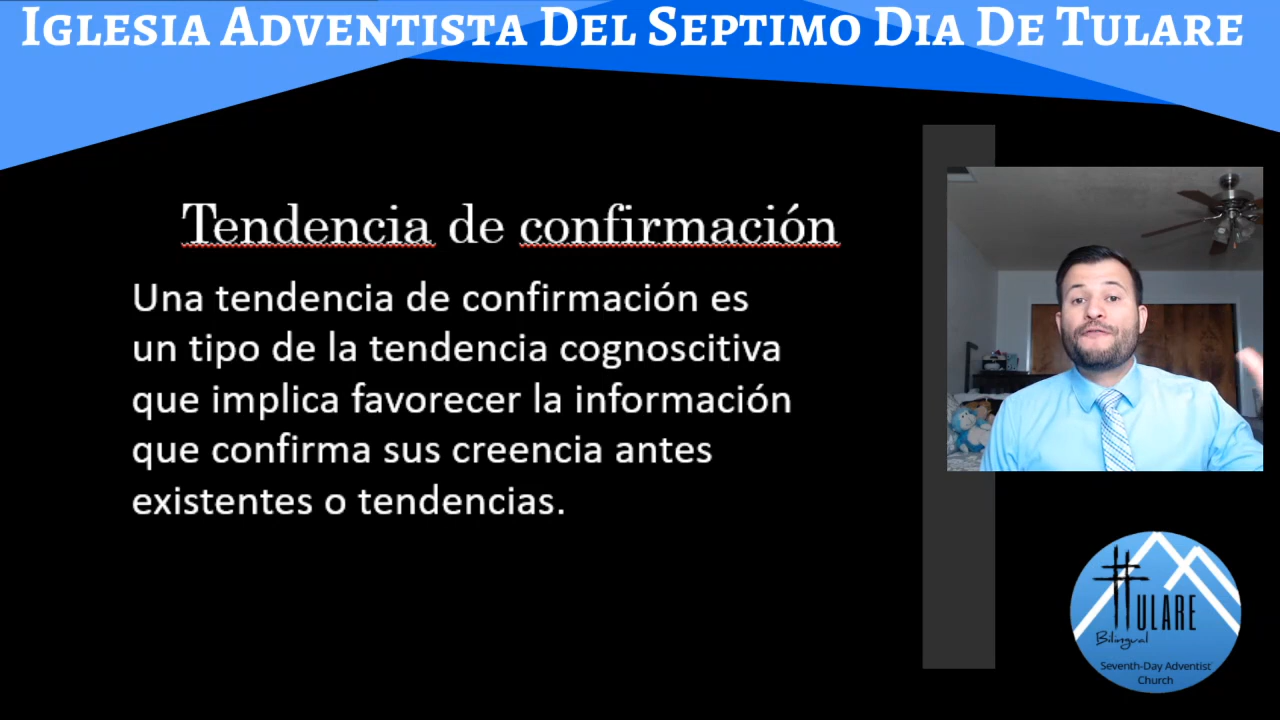 Iglesia Adventista Del Septimo Dia De Tulare
Tendencia de confirmación
Una tendencia de confirmación es
un tipo de la tendencia cognoscitiva
que implica favorecer la información
que confirma sus creencia antes
existentes o tendencias.
TULARE
Bilingual
Seventh-Day Adventist
Church